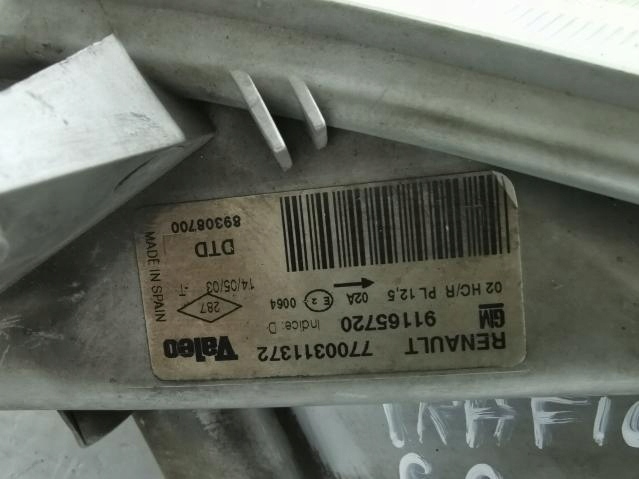 RENAULT 7700311372 Valeo
GM 91165720 Indice: D
02 HC/R PL 12,5 02A E2 0064 287
14/05/03 -T
DTD
89308700
MADE IN SPAIN